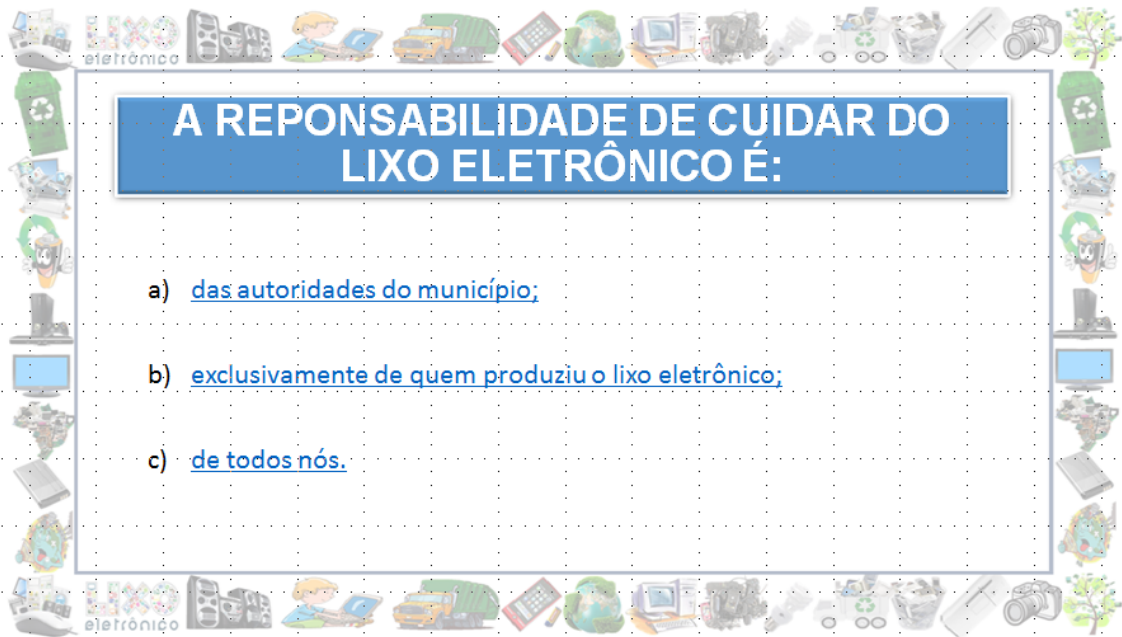 LIXO
eletrônico
A REPONSABILIDADE DE CUIDAR DO
LIXO ELETRÔNICO É:
a) das autoridades do município;
b) exclusivamente de quem produziu o lixo eletrônico;
c) de todos nós.
LIXO
eletrônico